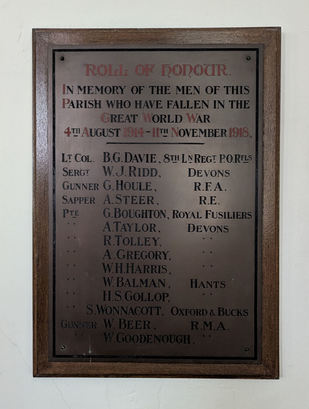 ROLL OF HONOUR.
IN MEMORY OF THE MEN OF THIS
PARISH WHO HAVE FALLEN IN THE
GREAT WORLD WAR
4TH AUGUST 1914-11TH NOVEMBER 1918.
LT COL. B.G. DAVIE, 8TH LN REGT P.O. RFLS
SERGT W. J. RIDD, DEVONS
GUNNER G. HOULE, R.F.A.
SAPPER A. STEER, R.E.
PTE G. BOUGHTON, ROYAL FUSILIERS
" A. TAYLOR, DEVONS
" R. TOLLEY, "
" A. GREGORY, "
" W.H. HARRIS, "
" W. BALMAN, HANTS
" H.S. GOLLOP, "
" S. WONNACOTT, OXFORD & BUCKS
GUNNER W. BEER, R.M.A.
" W. GOODENOUGH, "